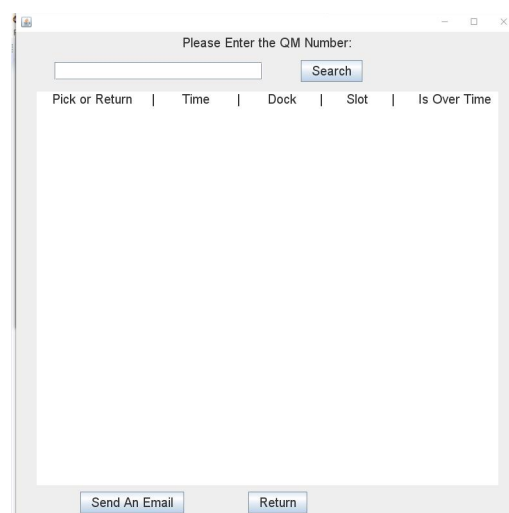 Please Enter the QM Number:
Search
Pick or Return | Time | Dock | Slot | Is Over Time
Send An Email Return